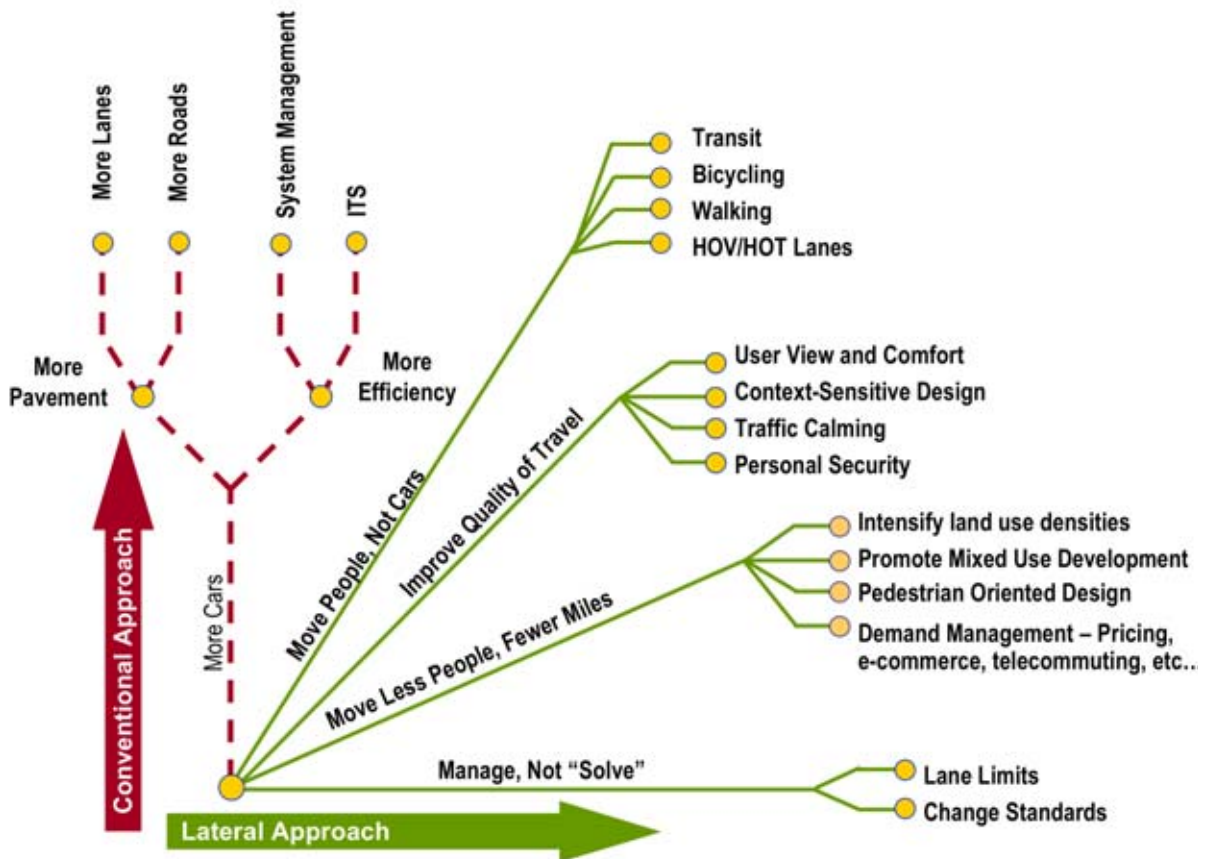 More Lanes
More Roads
System Management
ITS
More
Pavement
More
Efficiency
More Cars
Conventional Approach
Move People, Not Cars
Transit
Bicycling
Walking
HOV/HOT Lanes
Improve Quality of Travel
User View and Comfort
Context-Sensitive Design
Traffic Calming
Personal Security
Move Less People, Fewer Miles
Intensify land use densities
Promote Mixed Use Development
Pedestrian Oriented Design
Demand Management – Pricing,
e-commerce, telecommuting, etc..
Manage, Not “Solve”
Lane Limits
Change Standards
Lateral Approach